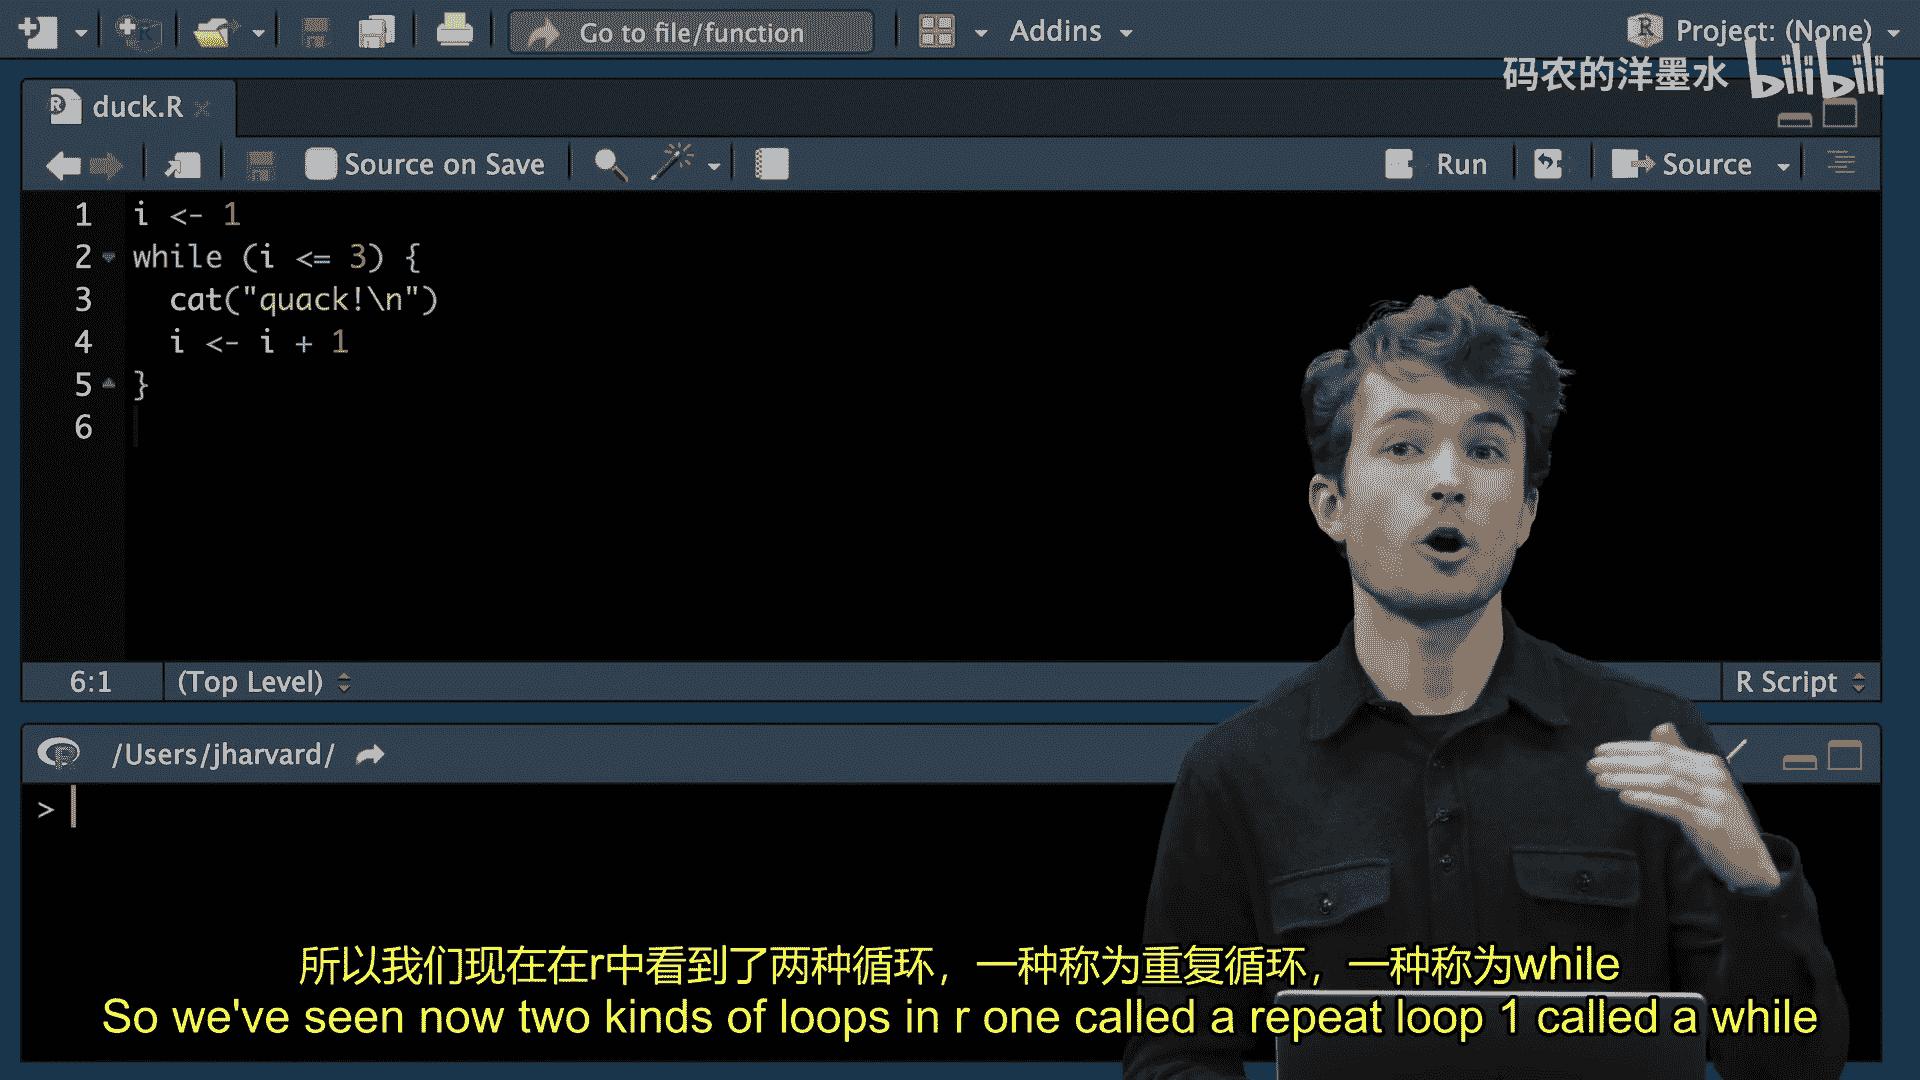 Go to file/function
Addins
Project: (None)
码农的洋墨水 bilibili
duck.R
Source on Save
Run
Source
1 i <- 1
2 while (i <= 3) {
3 cat("quack!\n")
4 i <- i + 1
5 }
6
6:1
(Top Level)
R Script
/Users/jharvard/
>
所以我们现在在r中看到了两种循环，一种称为重复循环，一种称为while
So we've seen now two kinds of loops in r one called a repeat loop 1 called a while